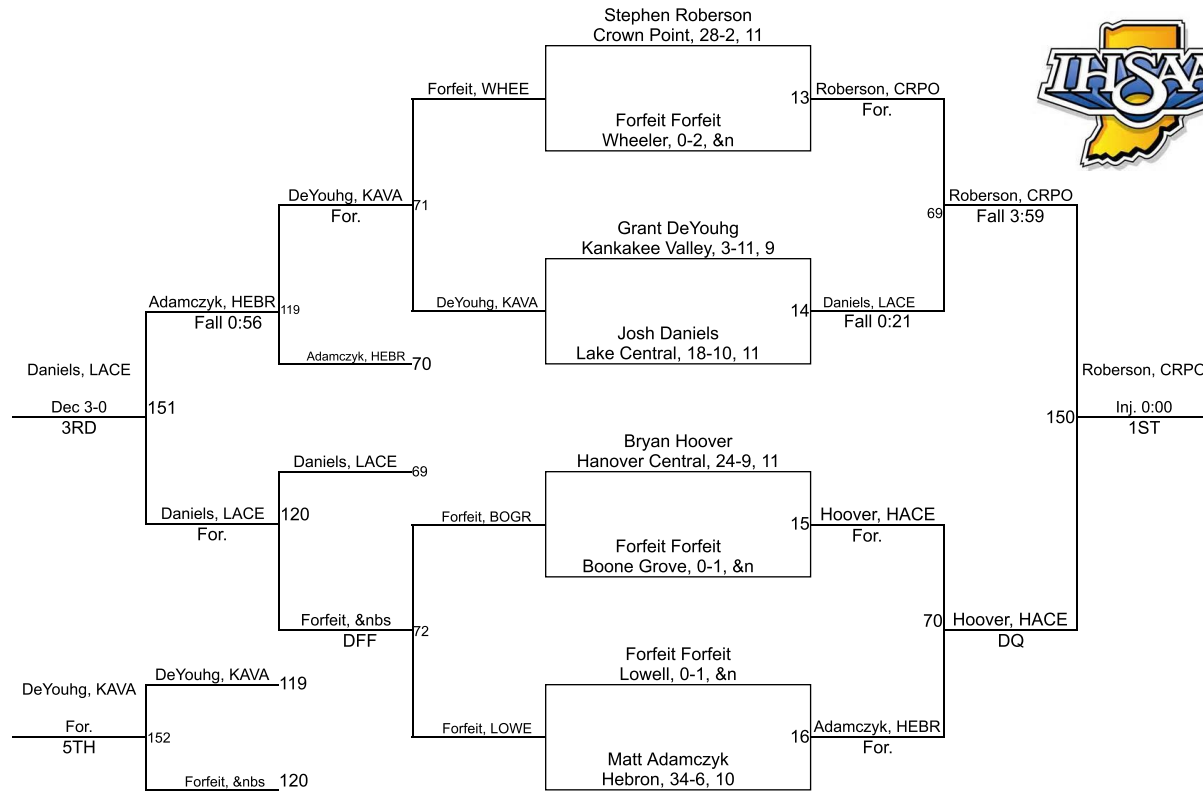 Stephen Roberson
Crown Point, 28-2, 11
IHSAA
Forfeit, WHEE
13
Roberson, CRPO
For.
Forfeit Forfeit
Wheeler, 0-2, &n
DeYouhg, KAVA
For.
71
Roberson, CRPO
Fall 3:59
69
Grant DeYouhg
Kankakee Valley, 3-11, 9
Adamczyk, HEBR
Fall 0:56
119
DeYouhg, KAVA
14
Daniels, LACE
Fall 0:21
Josh Daniels
Lake Central, 18-10, 11
Adamczyk, HEBR
70
Daniels, LACE
Dec 3-0
3RD
151
Roberson, CRPO
Inj. 0:00
1ST
150
Bryan Hoover
Hanover Central, 24-9, 11
Daniels, LACE
69
Daniels, LACE
For.
120
Forfeit, BOGR
15
Hoover, HACE
For.
Forfeit Forfeit
Boone Grove, 0-1, &n
Forfeit, &nbs
DFF
72
70
Hoover, HACE
DQ
Forfeit Forfeit
Lowell, 0-1, &n
DeYouhg, KAVA
119
DeYouhg, KAVA
For.
5TH
152
Forfeit, LOWE
16
Adamczyk, HEBR
For.
Matt Adamczyk
Hebron, 34-6, 10
Forfeit, &nbs
120